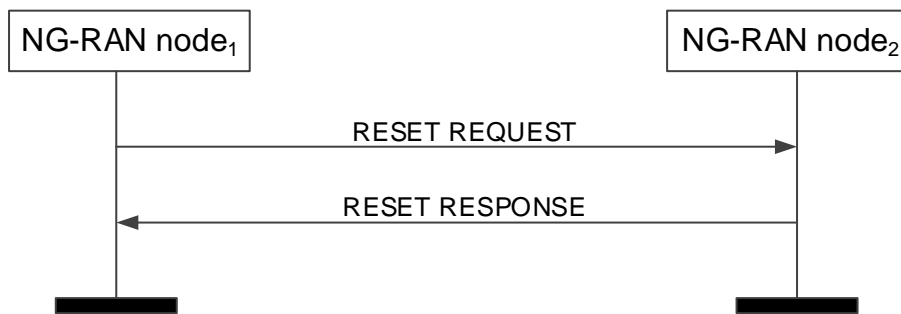 NG-RAN node₁
NG-RAN node₂
RESET REQUEST
RESET RESPONSE